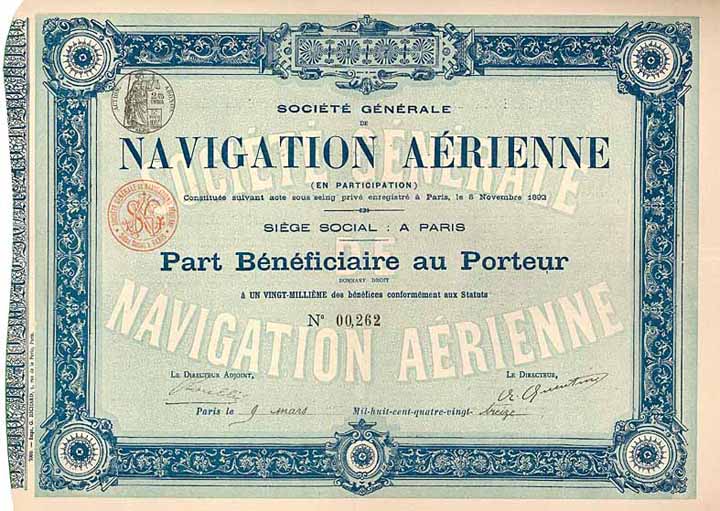 SOCIÉTÉ GÉNÉRALE
DE
NAVIGATION AÉRIENNE
(EN PARTICIPATION)
Constituée suivant acte sous seing privé enregistré à Paris, le 8 Novembre 1892
SIÈGE SOCIAL : A PARIS
Part Bénéficiaire au Porteur
DONNANT DROIT
à UN VINGT-MILLIÈME des bénéfices conformément aux Statuts
N° 00,262
SOCIÉTÉ GÉNÉRALE
DE
NAVIGATION AÉRIENNE
LE DIRECTEUR ADJOINT,
LE DIRECTEUR,
Paris le 9 mars Mil-huit-cent-quatre-vingt-treize